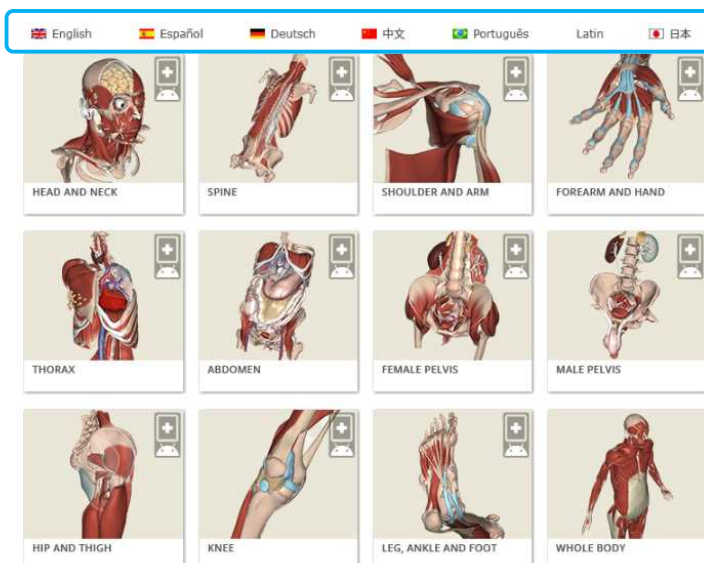 English Español Deutsch 中文 Português Latin 日本
HEAD AND NECK SPINE SHOULDER AND ARM FOREARM AND HAND
THORAX ABDOMEN FEMALE PELVIS MALE PELVIS
HIP AND THIGH KNEE LEG, ANKLE AND FOOT WHOLE BODY